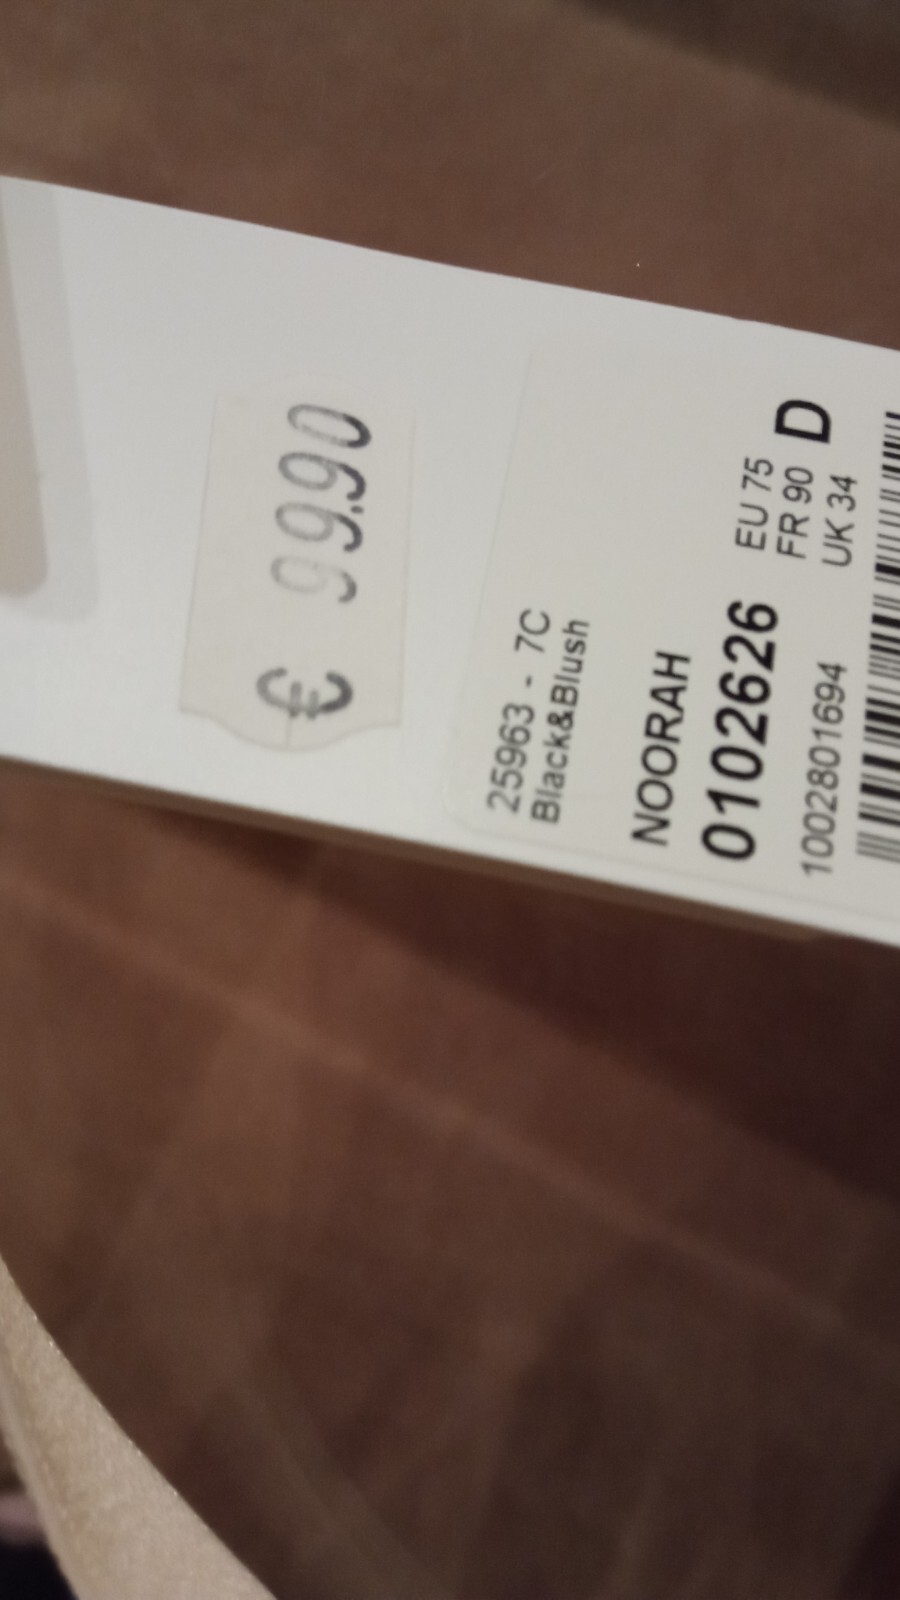 € 99.90
25963 - 7C
Black&Blush
NOORAH
0102626
EU 75
FR 90 D
UK 34
1002801694